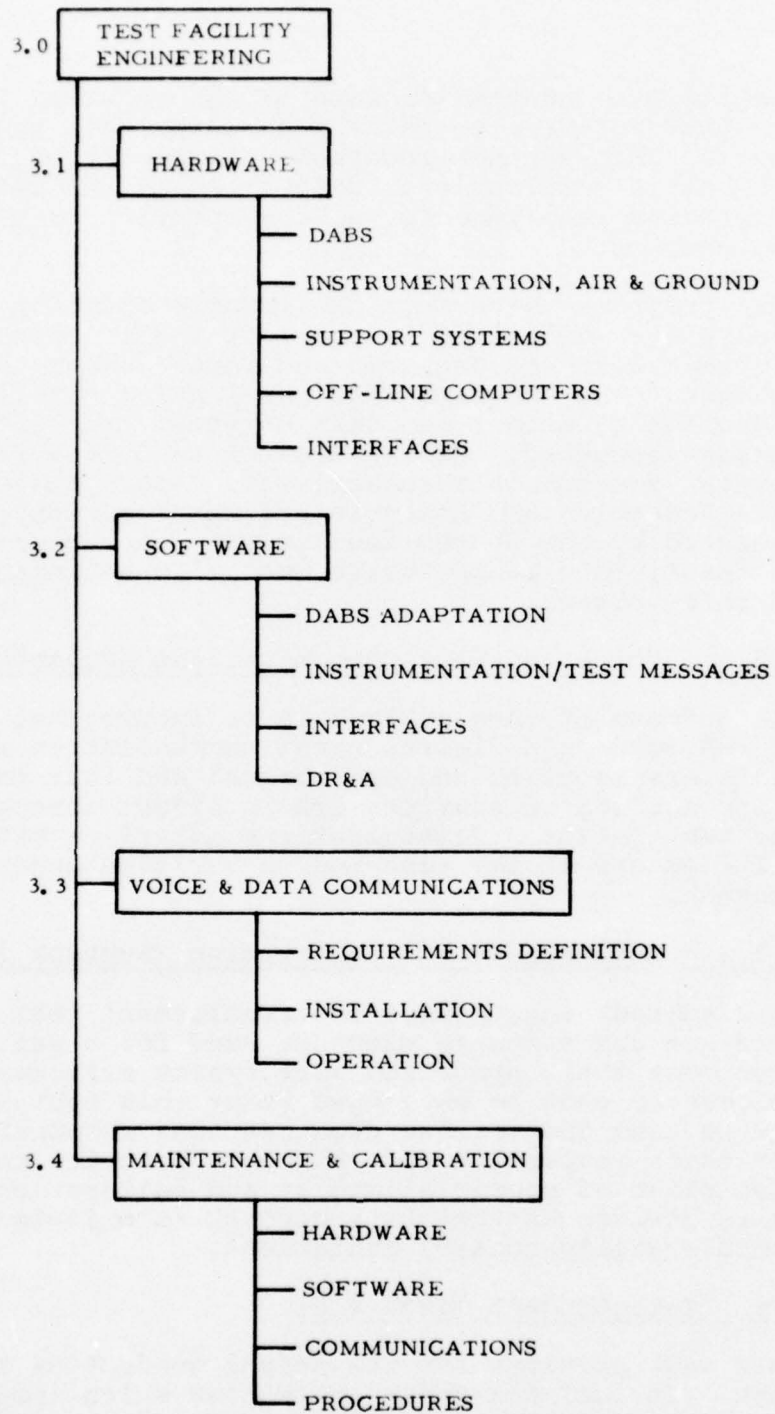 3.0
TEST FACILITY
ENGINEERING
3.1
HARDWARE
DABS
INSTRUMENTATION, AIR & GROUND
SUPPORT SYSTEMS
OFF-LINE COMPUTERS
INTERFACES
3.2
SOFTWARE
DABS ADAPTATION
INSTRUMENTATION/TEST MESSAGES
INTERFACES
DR&A
3.3
VOICE & DATA COMMUNICATIONS
REQUIREMENTS DEFINITION
INSTALLATION
OPERATION
3.4
MAINTENANCE & CALIBRATION
HARDWARE
SOFTWARE
COMMUNICATIONS
PROCEDURES